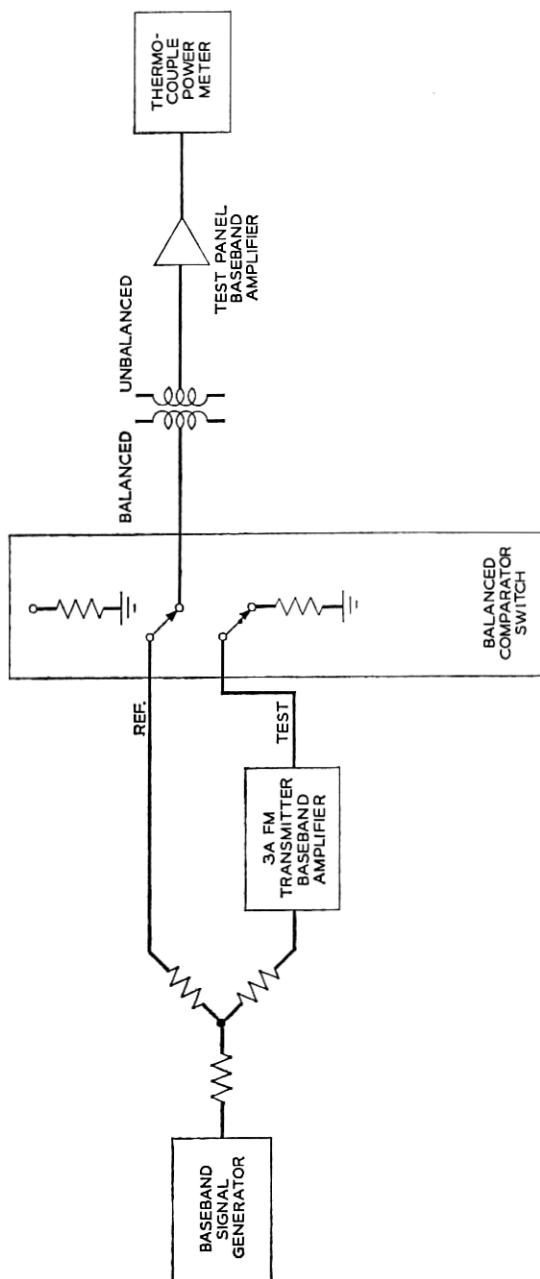 BASEBAND
SIGNAL
GENERATOR
REF.
TEST
3A FM
TRANSMITTER
BASEBAND
AMPLIFIER
BALANCED
COMPARATOR
SWITCH
BALANCED
UNBALANCED
TEST PANEL
BASEBAND
AMPLIFIER
THERMO-
COUPLE
POWER
METER